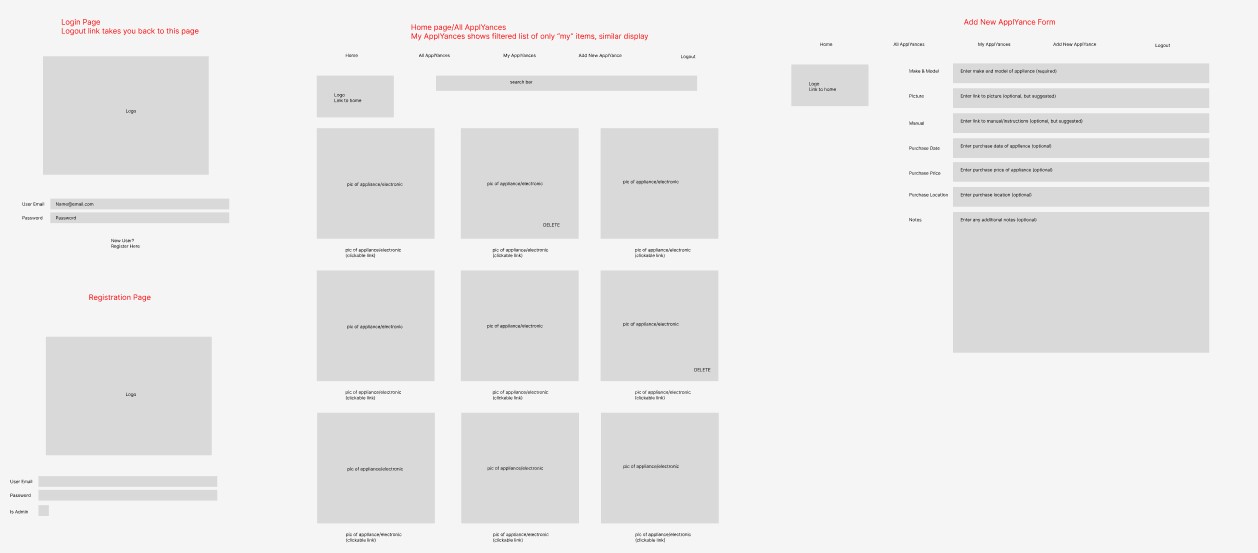 Login Page
Logout link takes you back to this page
Logo
User Email
Name@email.com
Password
Password
New User?
Register Here
Registration Page
Logo
User Email
Password
Is Admin
Home page/All ApplYances
My ApplYances shows filtered list of only "my" items, similar display
Home
All ApplYances
My ApplYances
Add New ApplYance
Logout
Logo
Link to home
search bar
pic of appliance/electronic
pic of appliance/electronic
pic of appliance/electronic
DELETE
pic of appliance/electronic
(clickable link)
pic of appliance/electronic
(clickable link)
pic of appliance/electronic
(clickable link)
pic of appliance/electronic
pic of appliance/electronic
pic of appliance/electronic
DELETE
pic of appliance/electronic
(clickable link)
pic of appliance/electronic
(clickable link)
pic of appliance/electronic
(clickable link)
pic of appliance/electronic
pic of appliance/electronic
pic of appliance/electronic
pic of appliance/electronic
(clickable link)
pic of appliance/electronic
(clickable link)
pic of appliance/electronic
(clickable link)
Add New ApplYance Form
Home
All ApplYances
My ApplYances
Add New ApplYance
Logout
Logo
Link to home
Make & Model
Enter make and model of appliance (required)
Picture
Enter link to picture (optional, but suggested)
Manual
Enter link to manual/instructions (optional, but suggested)
Purchase Date
Enter purchase date of appliance (optional)
Purchase Price
Enter purchase price of appliance (optional)
Purchase Location
Enter purchase location (optional)
Notes
Enter any additional notes (optional)